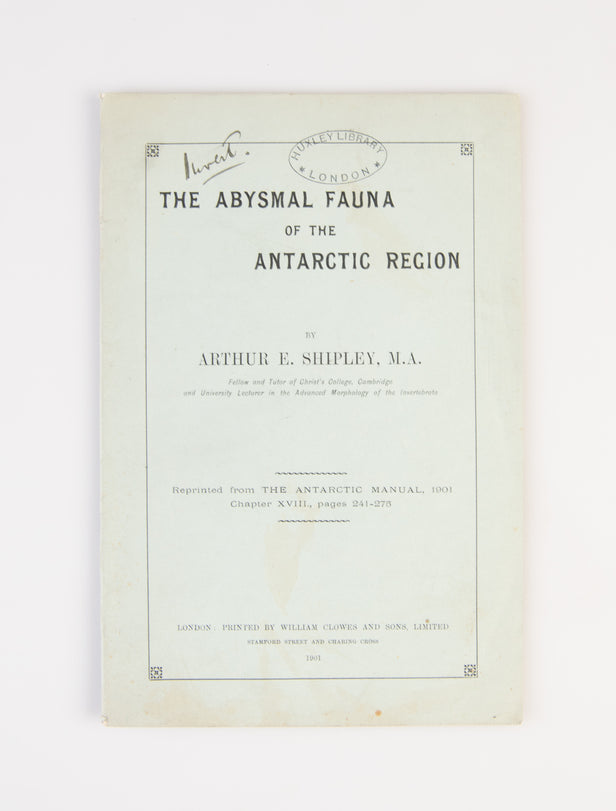 Invert.
HUXLEY LIBRARY
* LONDON *
THE ABYSMAL FAUNA
OF THE
ANTARCTIC REGION
BY
ARTHUR E. SHIPLEY, M.A.
Fellow and Tutor of Christ's College, Cambridge
and University Lecturer in the Advanced Morphology of the Invertebrata
Reprinted from THE ANTARCTIC MANUAL, 1901
Chapter XVIII., pages 241-275
LONDON: PRINTED BY WILLIAM CLOWES AND SONS, LIMITED
STAMFORD STREET AND CHARING CROSS
1901